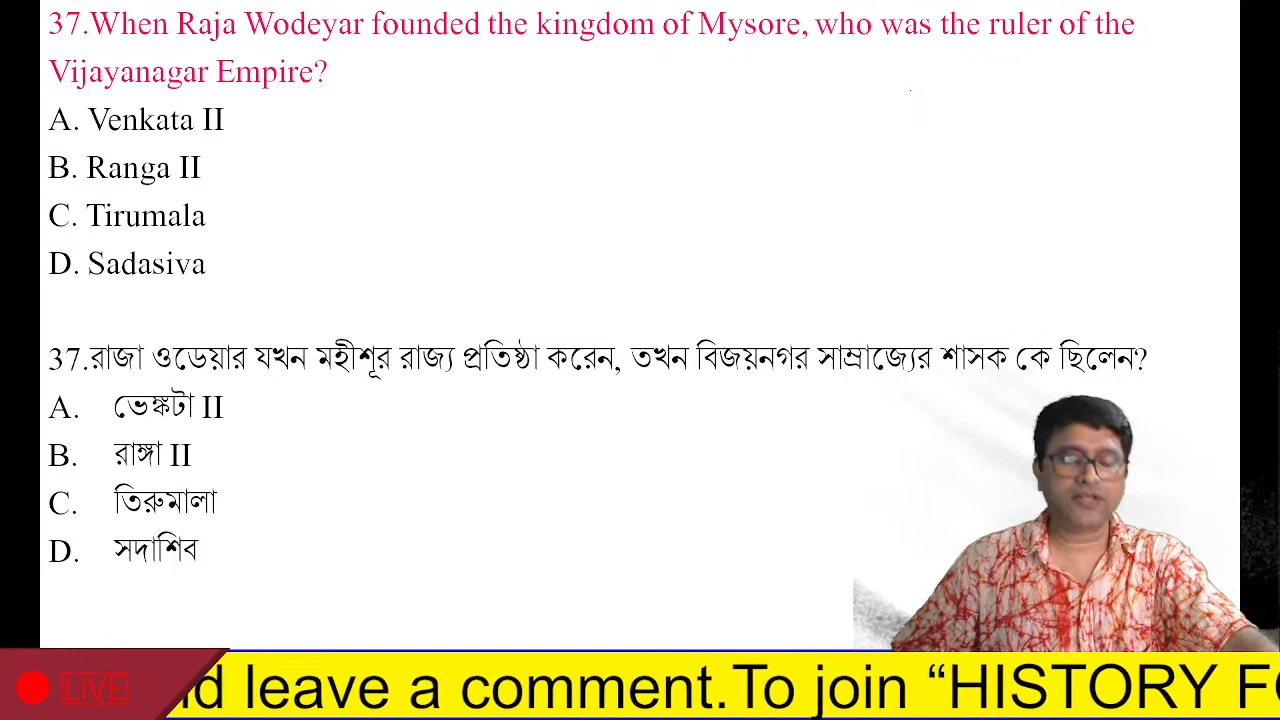 37.When Raja Wodeyar founded the kingdom of Mysore, who was the ruler of the
Vijayanagar Empire?
A. Venkata II
B. Ranga II
C. Tirumala
D. Sadasiva
37.রাজা ওডেয়ার যখন মহীশূর রাজ্য প্রতিষ্ঠা করেন, তখন বিজয়নগর সাম্রাজ্যের শাসক কে ছিলেন?
A. ভেঙ্কটা II
B. রাঙ্গা II
C. তিরুমালা
D. সদাশিব
LIVE
leave a comment.To join “HISTORY